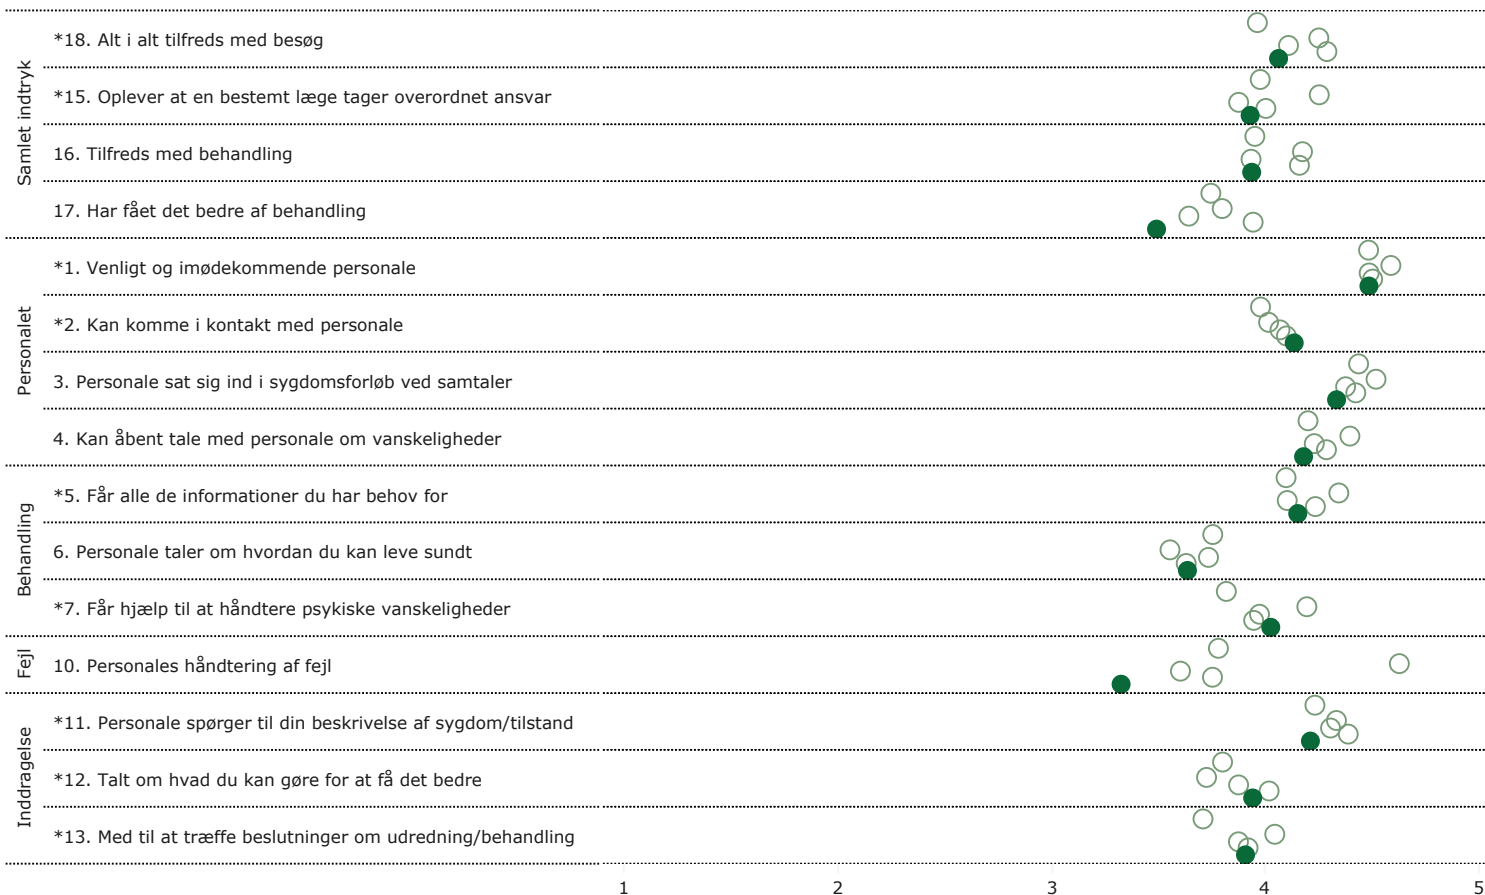 Samlet indtryk
*18. Alt i alt tilfreds med besøg
*15. Oplever at en bestemt læge tager overordnet ansvar
16. Tilfreds med behandling
17. Har fået det bedre af behandling
Personalet
*1. Venligt og imødekommende personale
*2. Kan komme i kontakt med personale
3. Personale sat sig ind i sygdomsforløb ved samtaler
4. Kan åbent tale med personale om vanskeligheder
Behandling
*5. Får alle de informationer du har behov for
6. Personale taler om hvordan du kan leve sundt
*7. Får hjælp til at håndtere psykiske vanskeligheder
Fejl
10. Personales håndtering af fejl
Inddragelse
*11. Personale spørger til din beskrivelse af sygdom/tilstand
*12. Talt om hvad du kan gøre for at få det bedre
*13. Med til at træffe beslutninger om udredning/behandling
1 2 3 4 5